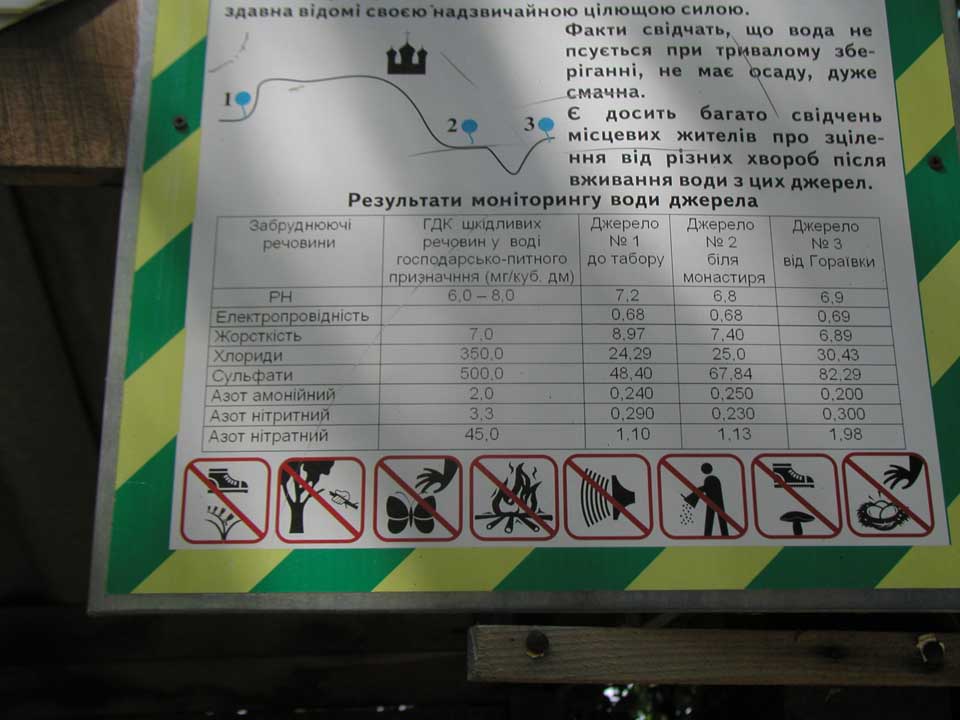 здавна відомі своєю надзвичайною цілющою силою.
Факти свідчать, що вода не
псується при тривалому збе-
ріганні, не має осаду, дуже
смачна.
Є досить багато свідчень
місцевих жителів про зціле-
ння від різних хвороб після
вживання води з цих джерел.
1
2
3
Результати моніторингу води джерела
Забруднюючі речовини | ГДК шкідливих речовин у воді господарсько-питного призначння (мг/куб. дм) | Джерело № 1 до табору | Джерело № 2 біля монастиря | Джерело № 3 від Гораївки
РН 6,0 – 8,0 7,2 6,8 6,9
Електропровідність 0,68 0,68 0,69
Жорсткість 7,0 8,97 7,40 6,89
Хлориди 350,0 24,29 25,0 30,43
Сульфати 500,0 48,40 67,84 82,29
Азот амонійний 2,0 0,240 0,250 0,200
Азот нітритний 3,3 0,290 0,230 0,300
Азот нітратний 45,0 1,10 1,13 1,98